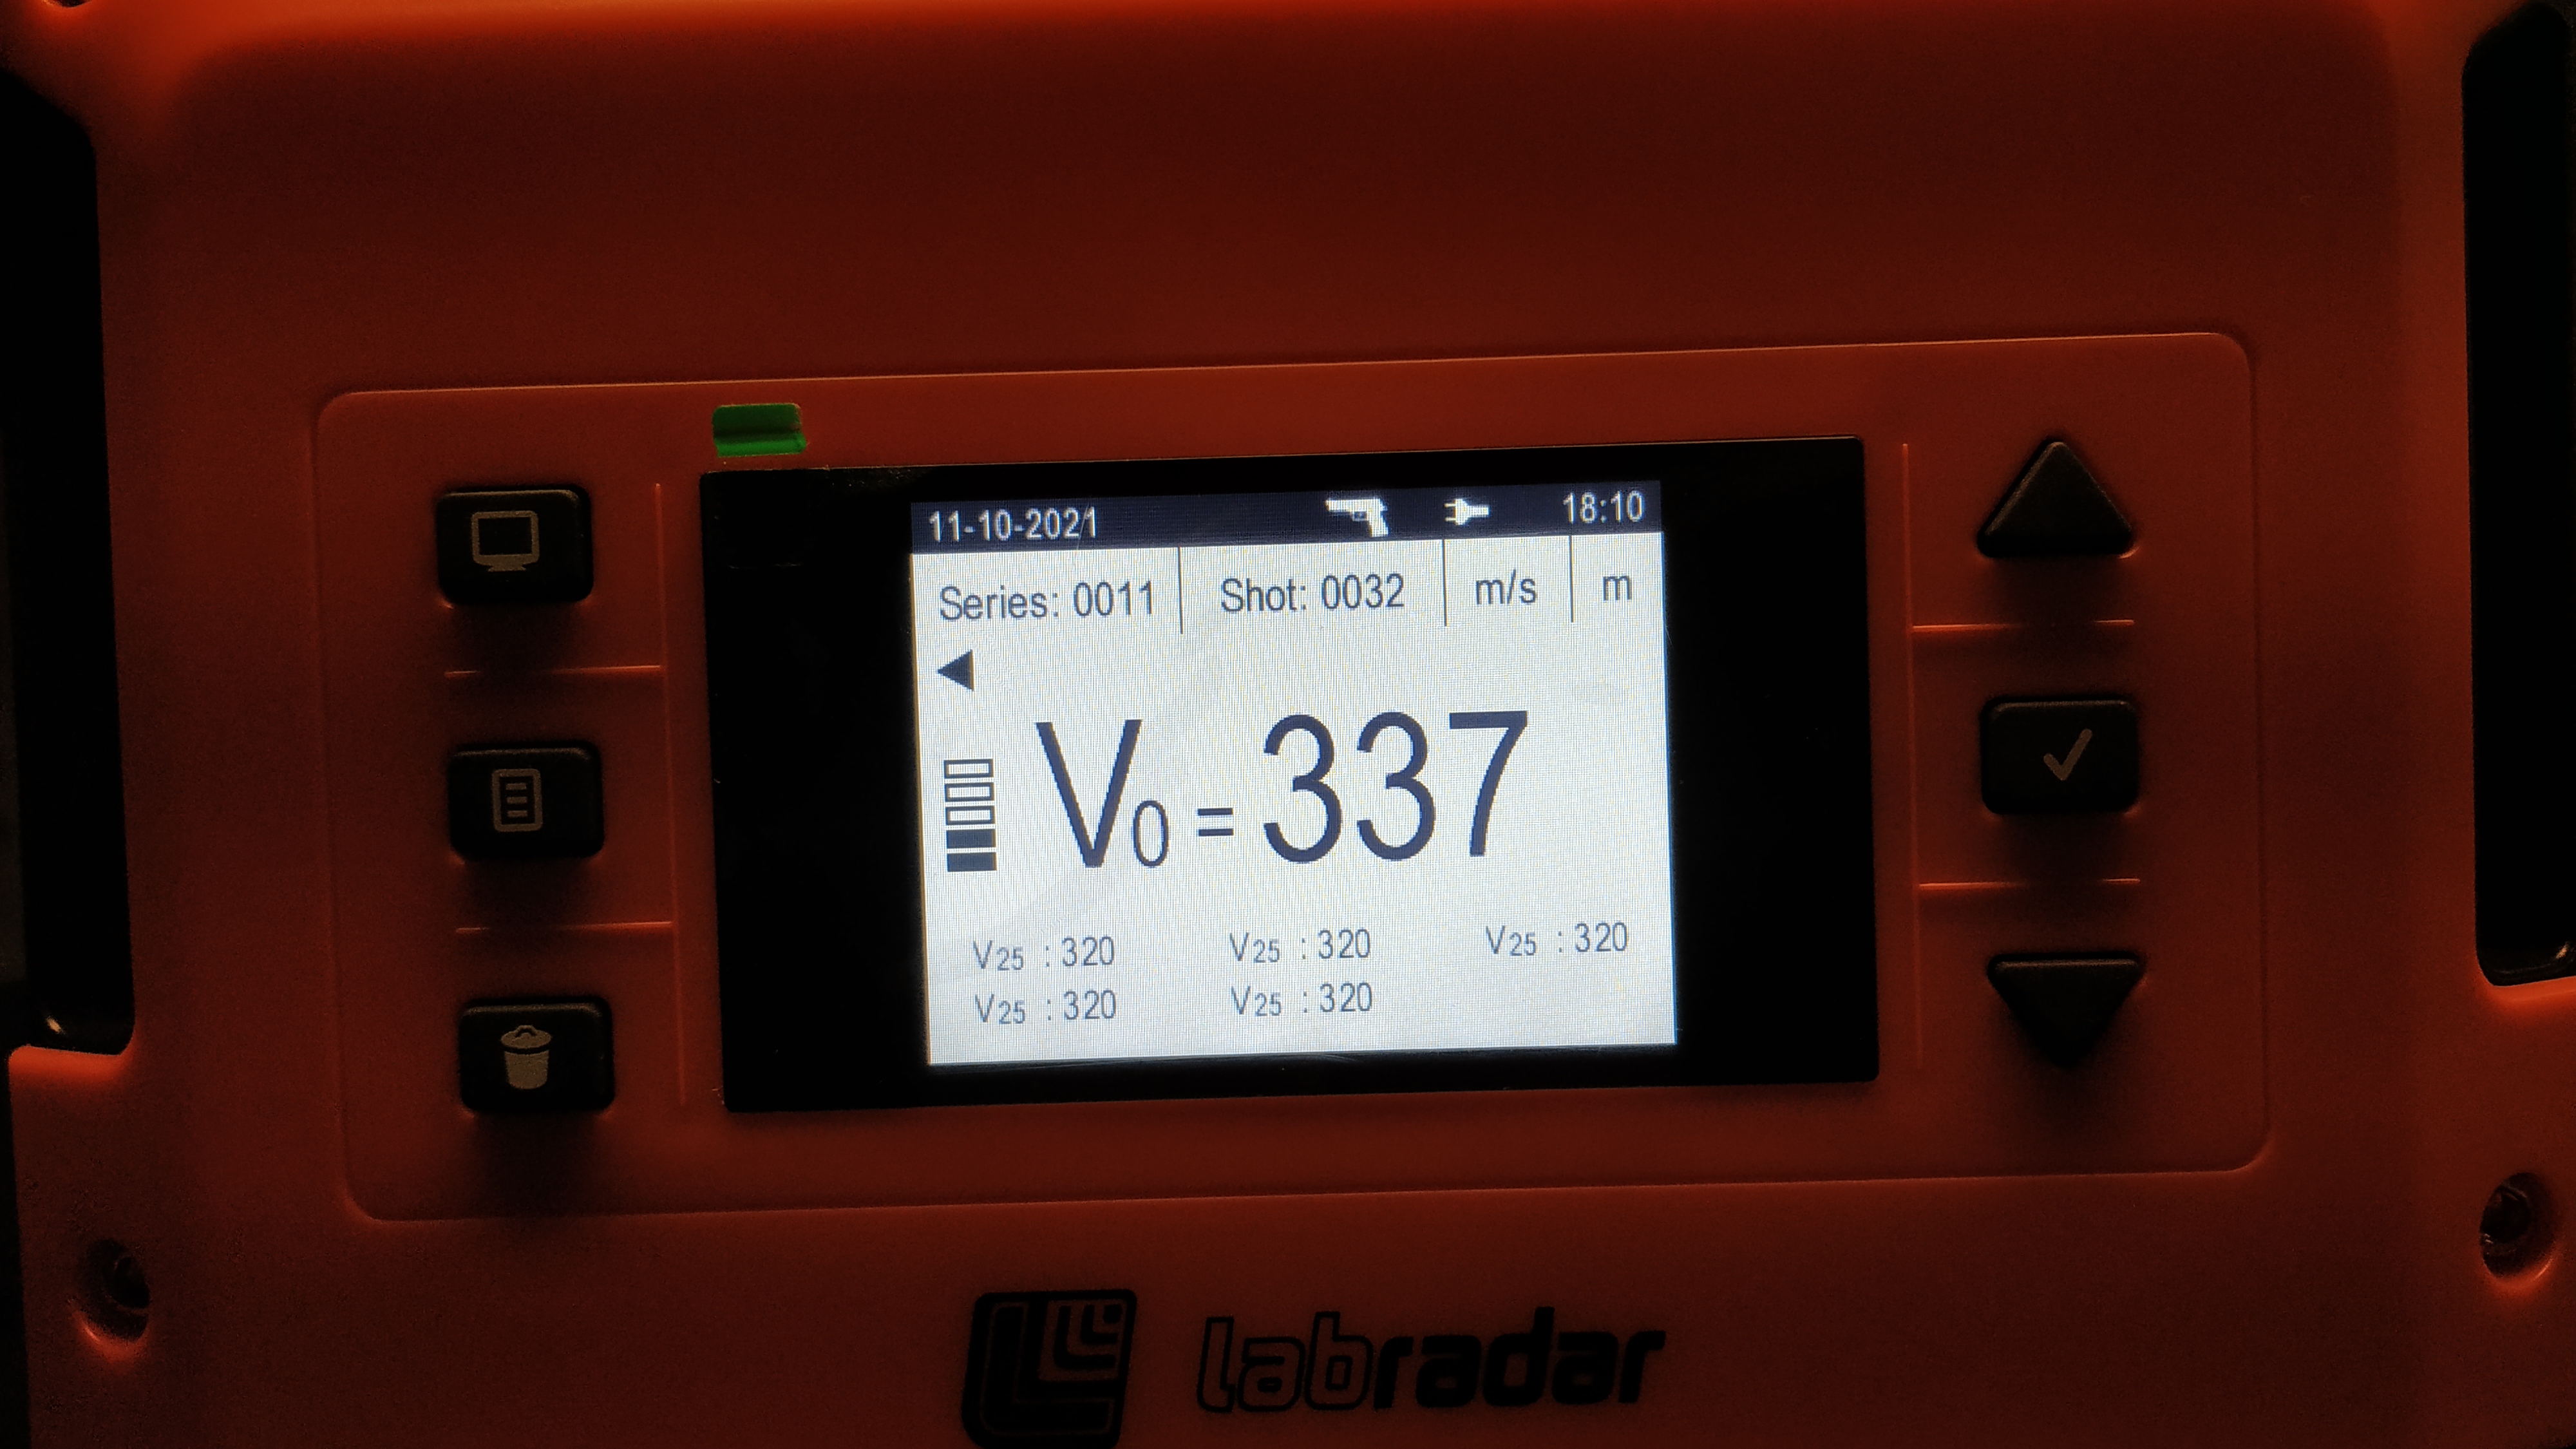 11-10-2021 18:10
Series: 0011 Shot: 0032 m/s m
V0 = 337
V25 : 320 V25 : 320 V25 : 320
V25 : 320 V25 : 320
labradar